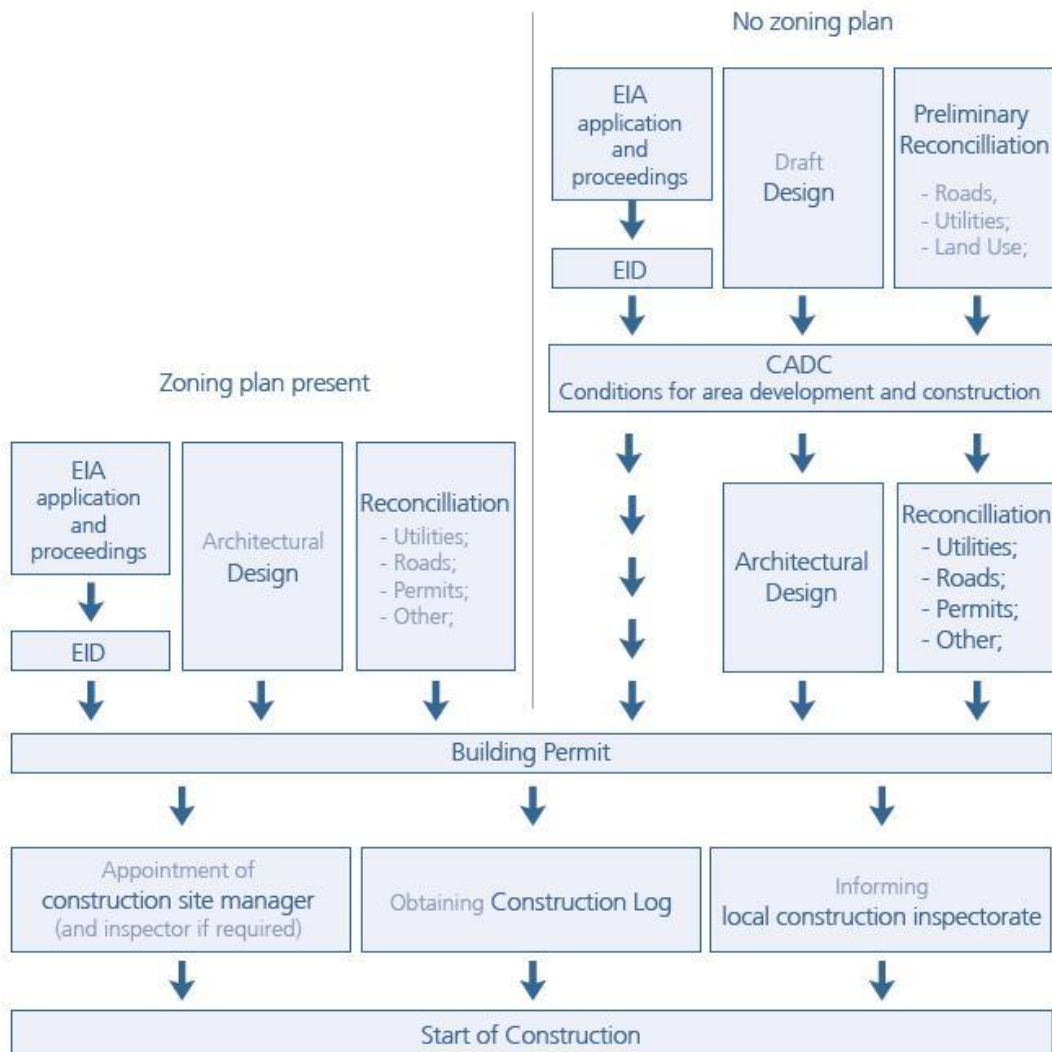 No zoning plan
EIA
application
and
proceedings
EID
Draft
Design
Preliminary
Reconcilliation
- Roads,
- Utilities;
- Land Use;
CADC
Conditions for area development and construction
Architectural
Design
Reconcilliation
- Utilities;
- Roads;
- Permits;
- Other;
Zoning plan present
EIA
application
and
proceedings
EID
Architectural
Design
Reconcilliation
- Utilities;
- Roads;
- Permits;
- Other;
Building Permit
Appointment of
construction site manager
(and inspector if required)
Obtaining Construction Log
Informing
local construction inspectorate
Start of Construction